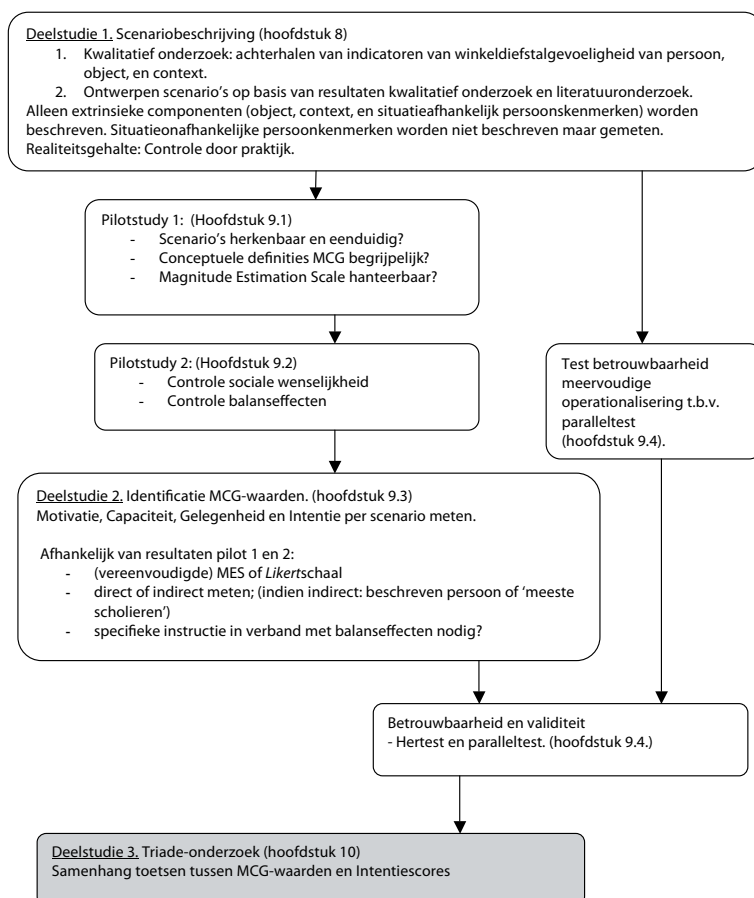 Deelstudie 1. Scenariobeschrijving (hoofdstuk 8)
1. Kwalitatief onderzoek: achterhalen van indicatoren van winkeldiefstalgevoeligheid van persoon,
object, en context.
2. Ontwerpen scenario's op basis van resultaten kwalitatief onderzoek en literatuuronderzoek.
Alleen extrinsieke componenten (object, context, en situatieafhankelijk persoonskenmerken) worden
beschreven. Situatieonafhankelijke persoonkenmerken worden niet beschreven maar gemeten.
Realiteitsgehalte: Controle door praktijk.
Pilotstudy 1: (Hoofdstuk 9.1)
- Scenario's herkenbaar en eenduidig?
- Conceptuele definities MCG begrijpelijk?
- Magnitude Estimation Scale hanteerbaar?
Pilotstudy 2: (Hoofdstuk 9.2)
- Controle sociale wenselijkheid
- Controle balanseffecten
Test betrouwbaarheid
meervoudige
operationalisering t.b.v.
paralleltest
(hoofdstuk 9.4).
Deelstudie 2. Identificatie MCG-waarden. (hoofdstuk 9.3)
Motivatie, Capaciteit, Gelegenheid en Intentie per scenario meten.
Afhankelijk van resultaten pilot 1 en 2:
- (vereenvoudigde) MES of Likertschaal
- direct of indirect meten; (indien indirect: beschreven persoon of 'meeste
scholieren')
- specifieke instructie in verband met balanseffecten nodig?
Betrouwbaarheid en validiteit
- Hertest en paralleltest. (hoofdstuk 9.4.)
Deelstudie 3. Triade-onderzoek (hoofdstuk 10)
Samenhang toetsen tussen MCG-waarden en Intentiescores